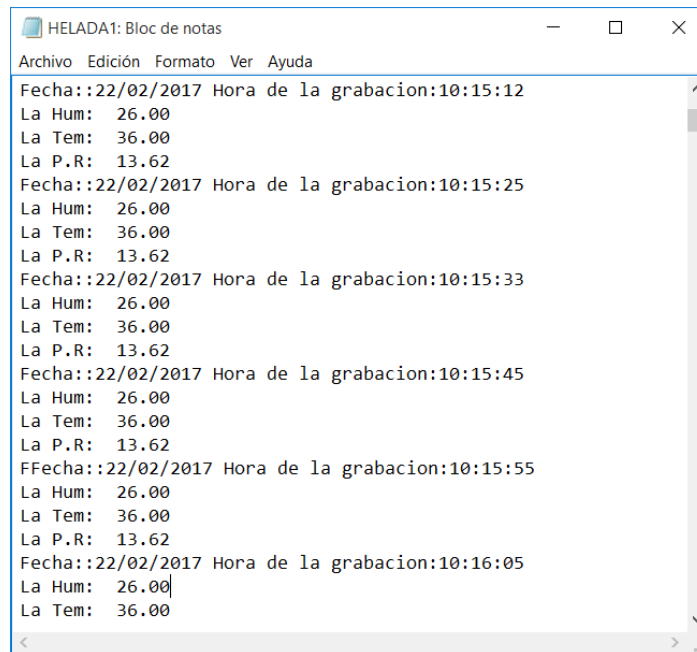 HELADA1: Bloc de notas
Archivo Edición Formato Ver Ayuda
Fecha::22/02/2017 Hora de la grabacion:10:15:12
La Hum:  26.00
La Tem:  36.00
La P.R:  13.62
Fecha::22/02/2017 Hora de la grabacion:10:15:25
La Hum:  26.00
La Tem:  36.00
La P.R:  13.62
Fecha::22/02/2017 Hora de la grabacion:10:15:33
La Hum:  26.00
La Tem:  36.00
La P.R:  13.62
Fecha::22/02/2017 Hora de la grabacion:10:15:45
La Hum:  26.00
La Tem:  36.00
La P.R:  13.62
FFecha::22/02/2017 Hora de la grabacion:10:15:55
La Hum:  26.00
La Tem:  36.00
La P.R:  13.62
Fecha::22/02/2017 Hora de la grabacion:10:16:05
La Hum:  26.00
La Tem:  36.00